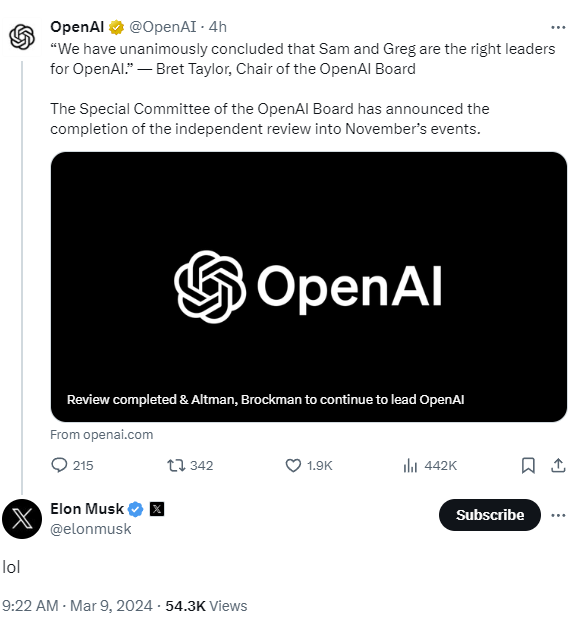 OpenAI @OpenAI · 4h
“We have unanimously concluded that Sam and Greg are the right leaders
for OpenAI.” — Bret Taylor, Chair of the OpenAI Board
The Special Committee of the OpenAI Board has announced the
completion of the independent review into November’s events.
OpenAI
Review completed & Altman, Brockman to continue to lead OpenAI
From openai.com
215 342 1.9K 442K
Elon Musk
@elonmusk
Subscribe
lol
9:22 AM · Mar 9, 2024 · 54.3K Views